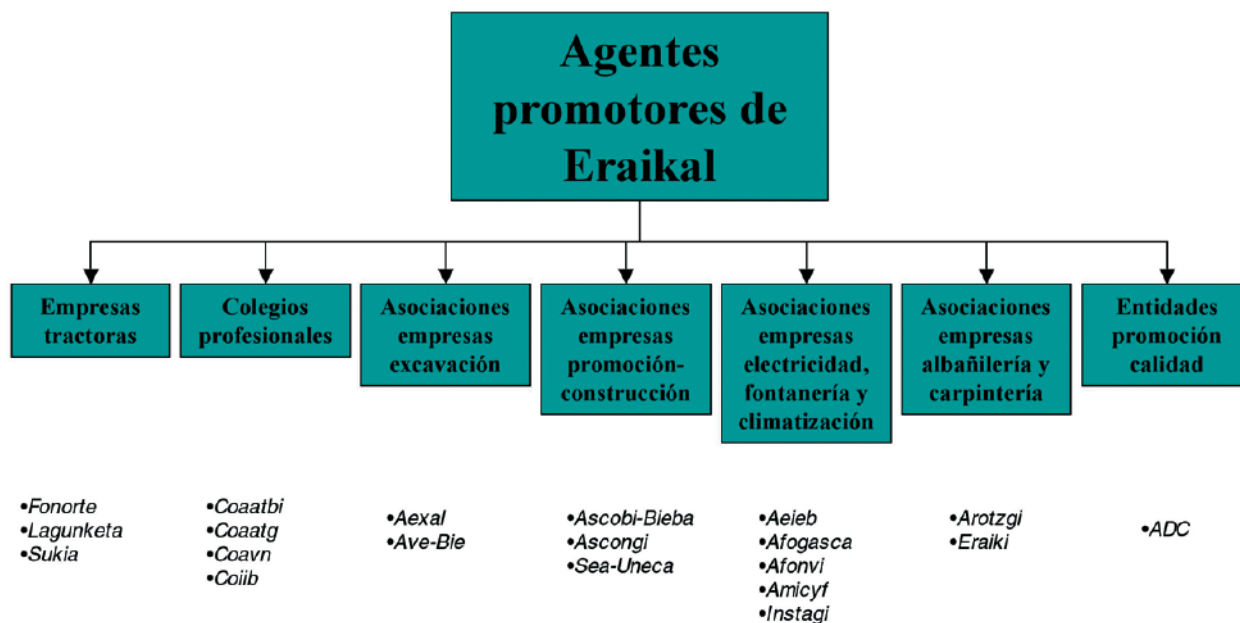 Agentes
promotores de
Eraikal
Empresas
tractoras
Colegios
profesionales
Asociaciones
empresas
excavación
Asociaciones
empresas
promoción-
construcción
Asociaciones
empresas
electricidad,
fontanería y
climatización
Asociaciones
empresas
albañilería y
carpintería
Entidades
promoción
calidad
•Fonorte
•Lagunketa
•Sukia
•Coaatbi
•Coaatg
•Coavn
•Coiib
•Aexal
•Ave-Bie
•Ascobi-Bieba
•Ascongi
•Sea-Uneca
•Aeieb
•Afogasca
•Afonvi
•Amicyf
•Instagi
•Arotzgi
•Eraiki
•ADC